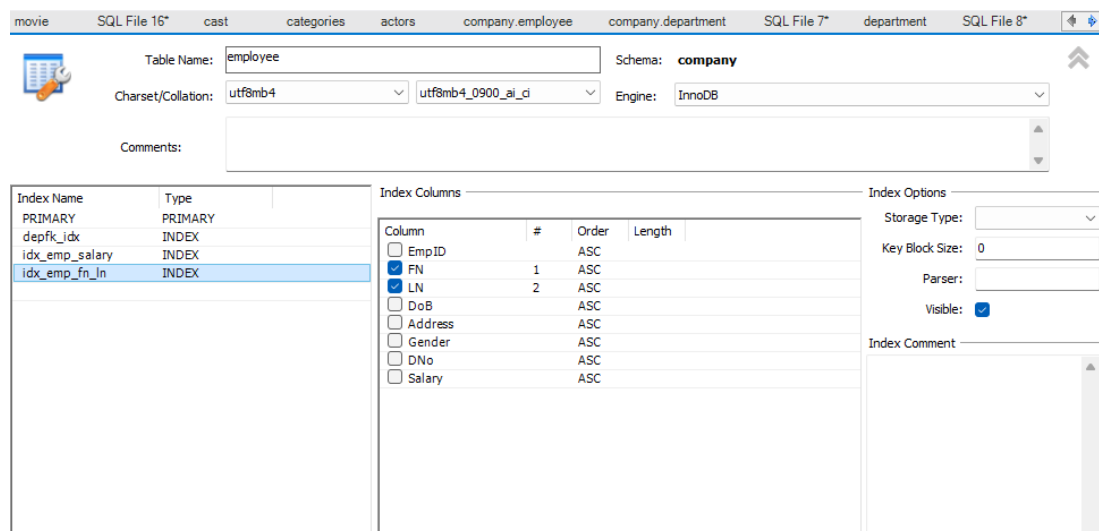 movie SQL File 16* cast categories actors company.employee company.department SQL File 7* department SQL File 8*
Table Name: employee Schema: company
Charset/Collation: utf8mb4 utf8mb4_0900_ai_ci Engine: InnoDB
Comments:
Index Name Type
PRIMARY PRIMARY
depfk_idx INDEX
idx_emp_salary INDEX
idx_emp_fn_ln INDEX
Index Columns
Column # Order Length
EmpID ASC
FN 1 ASC
LN 2 ASC
DoB ASC
Address ASC
Gender ASC
DNo ASC
Salary ASC
Index Options
Storage Type:
Key Block Size: 0
Parser:
Visible:
Index Comment